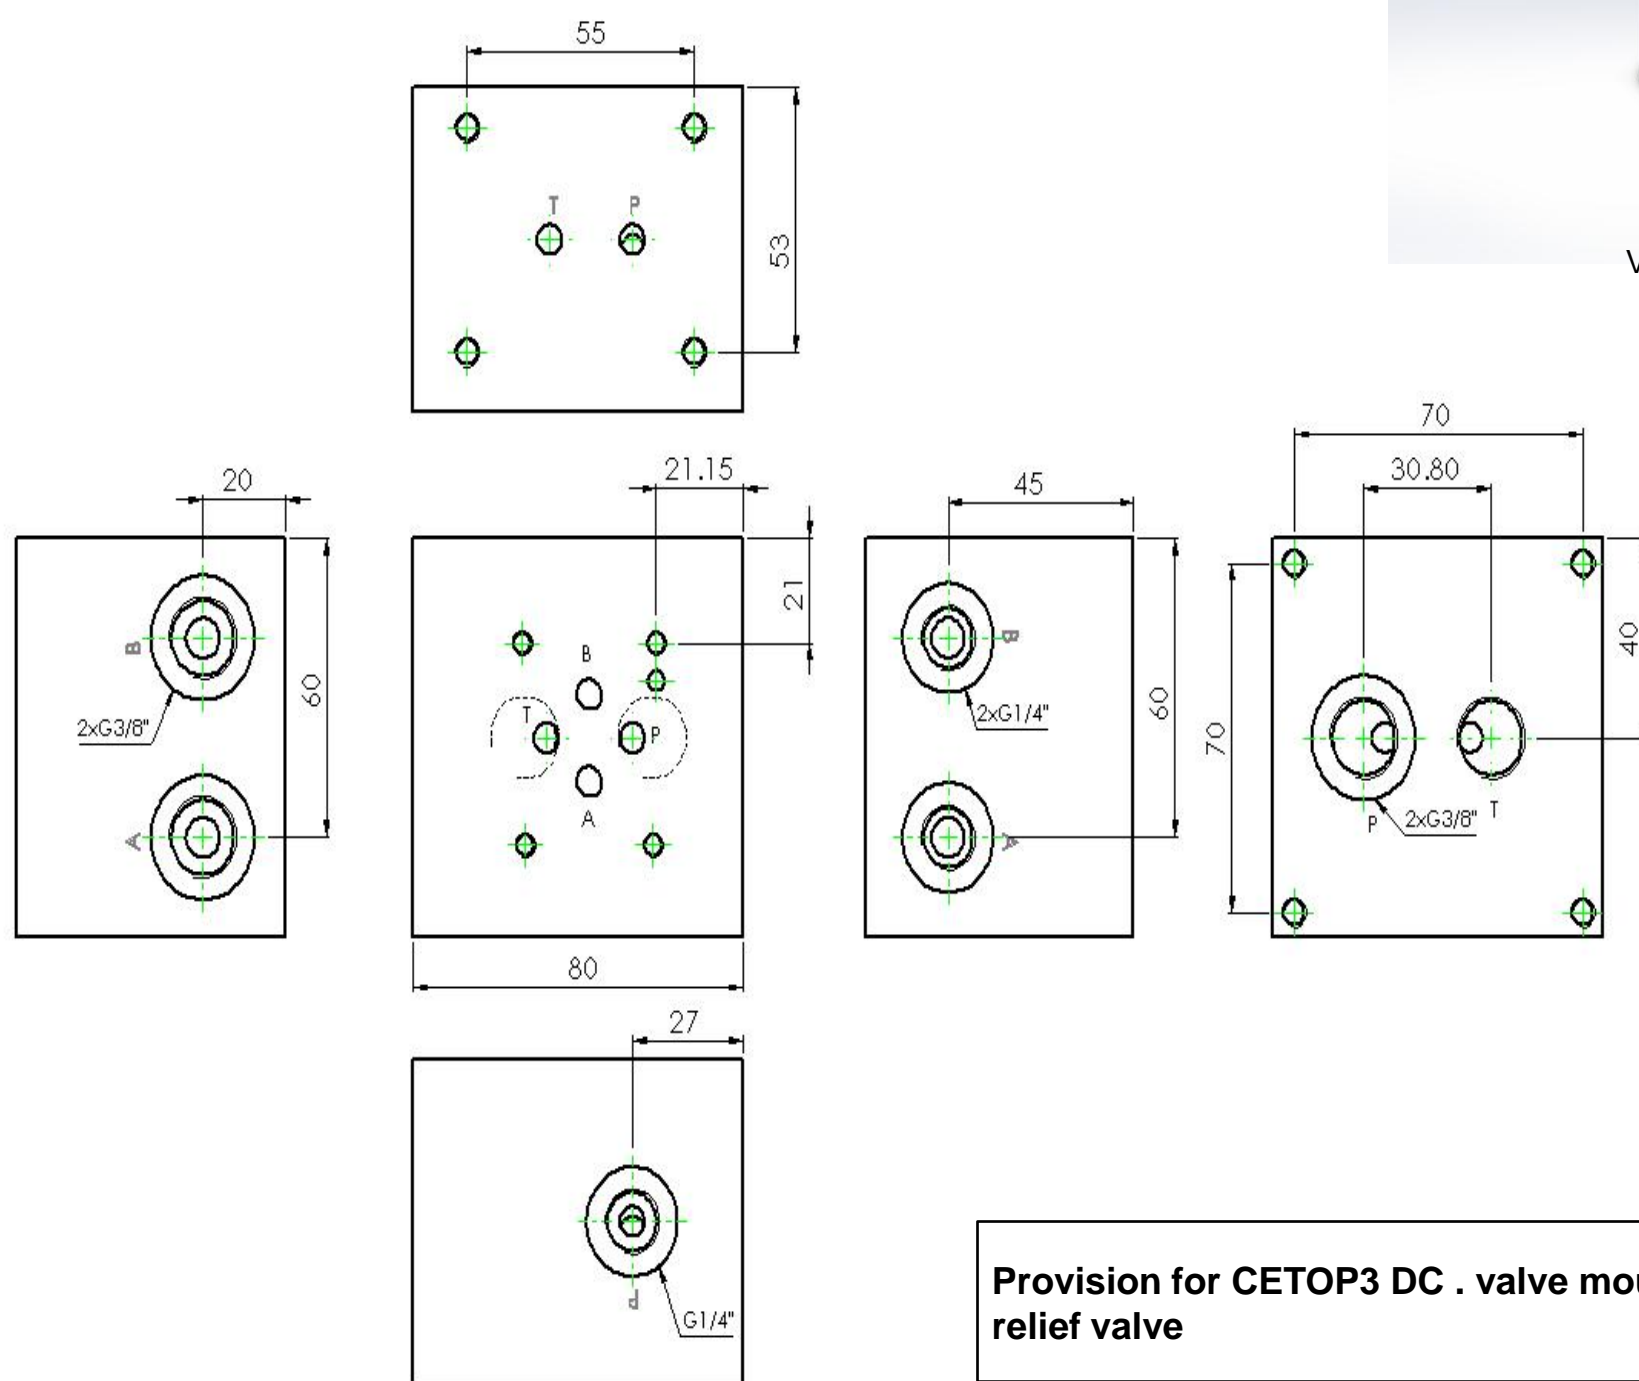 55
T P
53
V
20
B
2xG3/8"
60
A
21.15
21
B
T
P
A
80
45
B
2xG1/4"
60
A
70
30.80
40
70
P 2xG3/8" T
27
P
G1/4"
Provision for CETOP3 DC . valve mou
relief valve